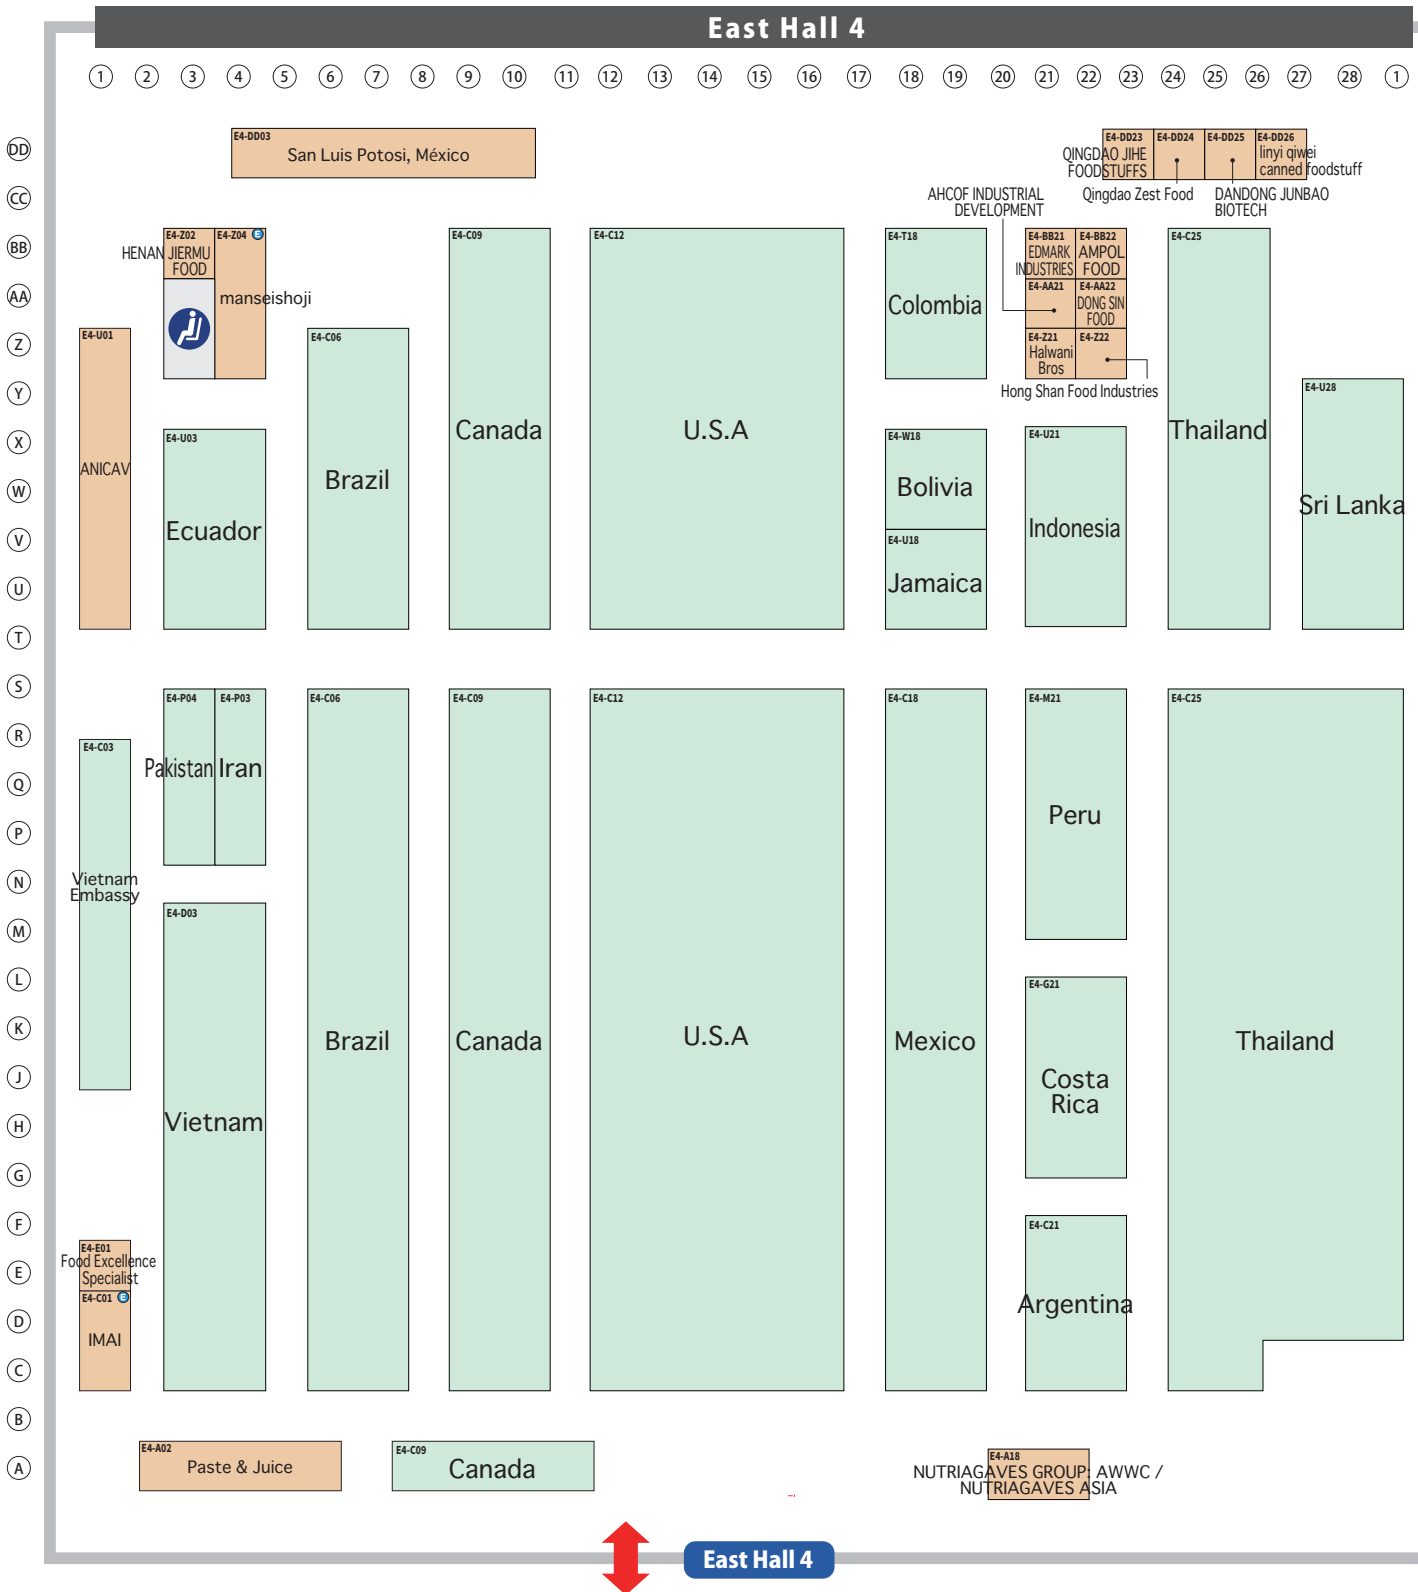 East Hall 4
1 2 3 4 5 6 7 8 9 10 11 12 13 14 15 16 17 18 19 20 21 22 23 24 25 26 27 28 1
DD
CC
BB
AA
Z
Y
X
W
V
U
T
S
R
Q
P
N
M
L
K
J
H
G
F
E
D
C
B
A
E4-DD03
San Luis Potosi, México
E4-DD23
QINGDAO JIHE
FOODSTUFFS
E4-DD24
Qingdao Zest Food
E4-DD25
DANDONG JUNBAO
BIOTECH
E4-DD26
linyi qiwei
canned foodstuff
AHCOF INDUSTRIAL
DEVELOPMENT
E4-Z02
HENAN JIERMU
FOOD
E4-Z04 E
manseishoji
E4-C09
Canada
E4-C12
U.S.A
E4-T18
Colombia
E4-BB21
EDMARK
INDUSTRIES
E4-BB22
AMPOL
FOOD
E4-AA21
E4-AA22
DONG SIN
FOOD
E4-Z21
Halwani
Bros
E4-Z22
Hong Shan Food Industries
E4-C25
Thailand
E4-U01
ANICAV
E4-C06
Brazil
E4-U28
Sri Lanka
E4-U03
Ecuador
E4-W18
Bolivia
E4-U21
Indonesia
E4-U18
Jamaica
E4-P04
Pakistan
E4-P03
Iran
E4-C06
Brazil
E4-C09
Canada
E4-C12
U.S.A
E4-C18
Mexico
E4-M21
Peru
E4-C25
Thailand
E4-C03
Vietnam
Embassy
E4-D03
Vietnam
E4-G21
Costa
Rica
E4-C21
Argentina
E4-E01
Food Excellence
Specialist
E4-C01 E
IMAI
E4-A02
Paste & Juice
E4-C09
Canada
E4-A18
NUTRIAGAVES GROUP: AWWC /
NUTRIAGAVES ASIA
East Hall 4